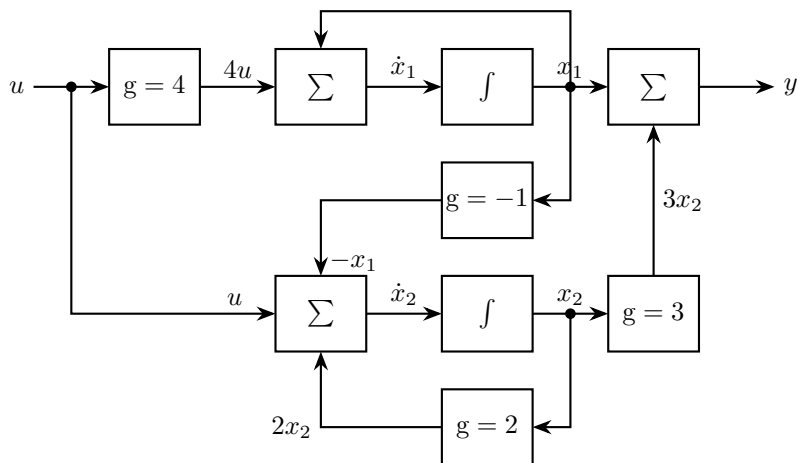 u
g = 4
4u
Σ
ẋ₁
∫
x₁
Σ
y
g = −1
3x₂
−x₁
u
Σ
ẋ₂
∫
x₂
g = 3
2x₂
g = 2